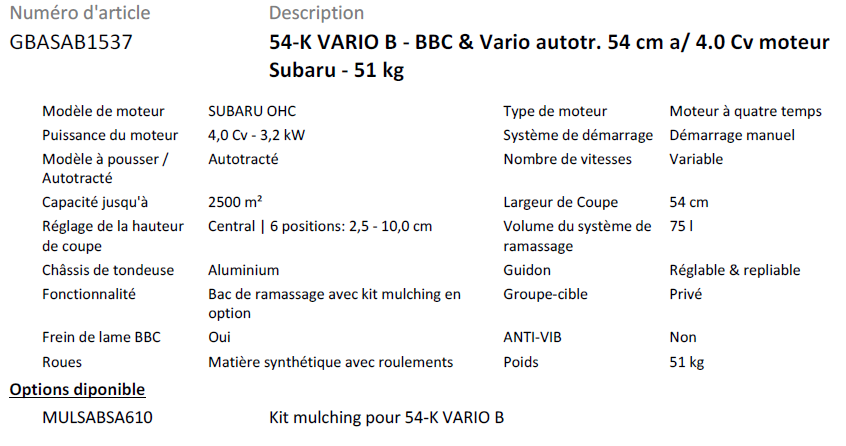 Numéro d'article Description
GBASAB1537 54-K VARIO B - BBC & Vario autotr. 54 cm a/ 4.0 Cv moteur
Subaru - 51 kg
Modèle de moteur SUBARU OHC Type de moteur Moteur à quatre temps
Puissance du moteur 4,0 Cv - 3,2 kW Système de démarrage Démarrage manuel
Modèle à pousser / Autotracté Nombre de vitesses Variable
Autotracté
Capacité jusqu'à 2500 m² Largeur de Coupe 54 cm
Réglage de la hauteur Central | 6 positions: 2,5 - 10,0 cm Volume du système de 75 l
de coupe ramassage
Châssis de tondeuse Aluminium Guidon Réglable & repliable
Fonctionnalité Bac de ramassage avec kit mulching en Groupe-cible Privé
option
Frein de lame BBC Oui ANTI-VIB Non
Roues Matière synthétique avec roulements Poids 51 kg
Options diponible
MULSABSA610 Kit mulching pour 54-K VARIO B